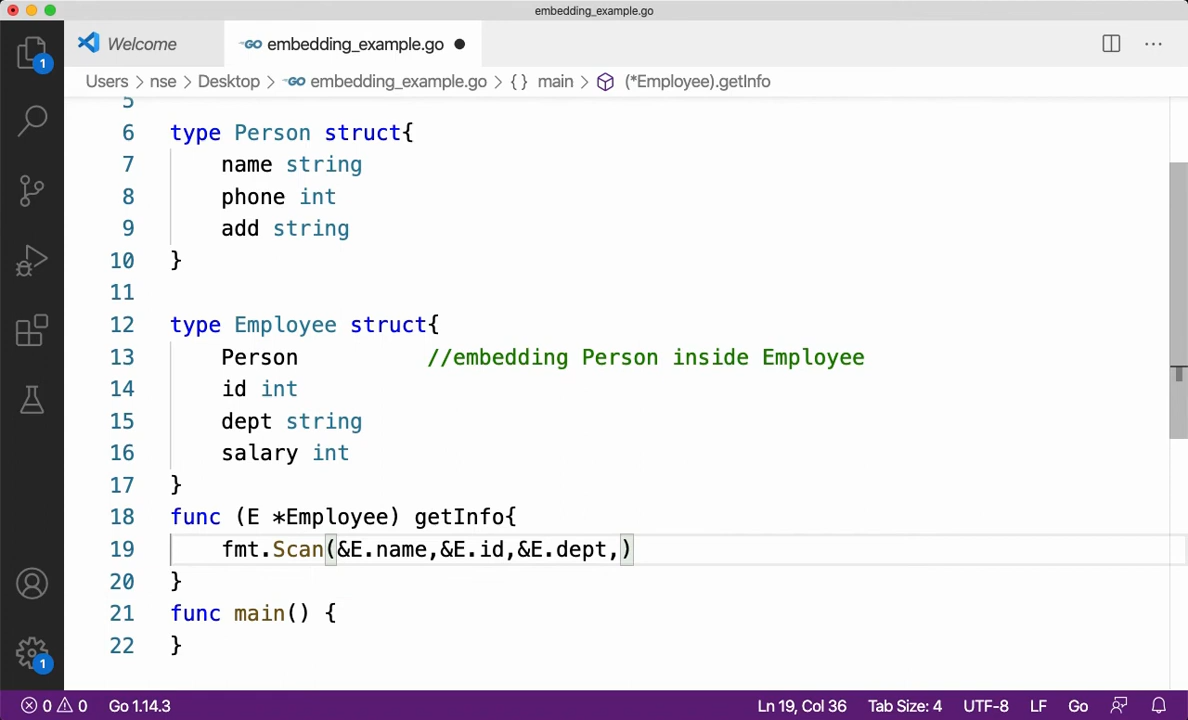 embedding_example.go
Welcome
GO embedding_example.go
Users > nse > Desktop > GO embedding_example.go > {} main > (*Employee).getInfo
1
5
6 type Person struct{
7 name string
8 phone int
9 add string
10 }
11
12 type Employee struct{
13 Person //embedding Person inside Employee
14 id int
15 dept string
16 salary int
17 }
18 func (E *Employee) getInfo{
19 fmt.Scan(&E.name,&E.id,&E.dept,)
20 }
21 func main() {
22 }
1
0 0 Go 1.14.3 Ln 19, Col 36 Tab Size: 4 UTF-8 LF Go